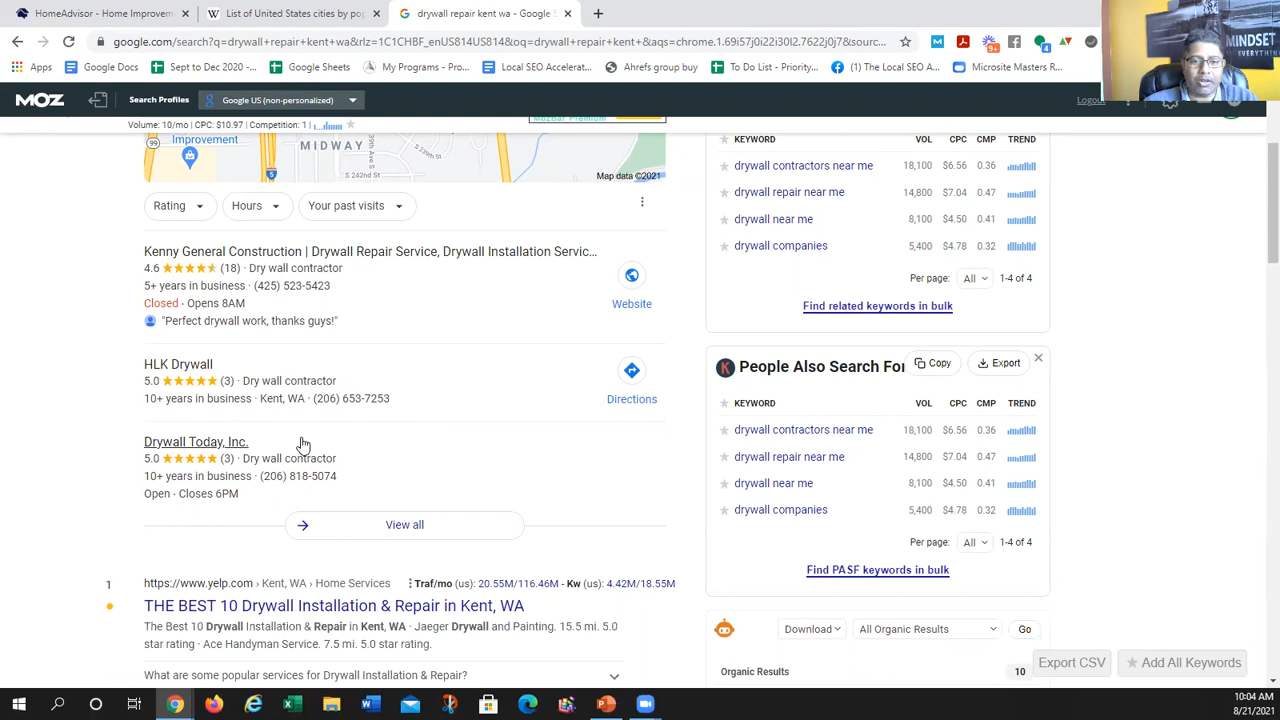 HomeAdvisor - Home Improvemen
List of United States cities by pop
drywall repair kent wa - Google S
google.com/search?q=drywall+repair+kent+wa&rlz=1C1CHBF_enUS814US814&oq=drywall+repair+kent+&aqs=chrome.1.69i57j0i22i30l2.7622j0j7&sourc...
9+
4
Apps
Google Docs
Sept to Dec 2020 -...
Google Sheets
My Programs - Pro...
Local SEO Accelerat...
Ahrefs group buy
To Do List - Priority...
(1) The Local SEO A...
Microsite Masters R...
MINDSET
EVERYTHING
MOZ
Search Profiles
Google US (non-personalized)
Logout
Volume: 10/mo | CPC: $10.97 | Competition: 1 |
MozBar Premium
99
Improvement
MIDWAY
5
39th Ave S
S 239th St
S 242nd St
Map data ©2021
Rating
Hours
Your past visits
Kenny General Construction | Drywall Repair Service, Drywall Installation Servic...
4.6 (18) · Dry wall contractor
5+ years in business · (425) 523-5423
Closed · Opens 8AM
"Perfect drywall work, thanks guys!"
Website
HLK Drywall
5.0 (3) · Dry wall contractor
10+ years in business · Kent, WA · (206) 653-7253
Directions
Drywall Today, Inc.
5.0 (3) · Dry wall contractor
10+ years in business · (206) 818-5074
Open · Closes 6PM
View all
1
https://www.yelp.com › Kent, WA › Home Services
Traf/mo (us): 20.55M/116.46M - Kw (us): 4.42M/18.55M
THE BEST 10 Drywall Installation & Repair in Kent, WA
The Best 10 Drywall Installation & Repair in Kent, WA · Jaeger Drywall and Painting. 15.5 mi. 5.0
star rating · Ace Handyman Service. 7.5 mi. 5.0 star rating.
What are some popular services for Drywall Installation & Repair?
KEYWORD VOL CPC CMP TREND
drywall contractors near me 18,100 $6.56 0.36
drywall repair near me 14,800 $7.04 0.47
drywall near me 8,100 $4.50 0.41
drywall companies 5,400 $4.78 0.32
Per page: All 1-4 of 4
Find related keywords in bulk
K People Also Search For
Copy
Export
KEYWORD VOL CPC CMP TREND
drywall contractors near me 18,100 $6.56 0.36
drywall repair near me 14,800 $7.04 0.47
drywall near me 8,100 $4.50 0.41
drywall companies 5,400 $4.78 0.32
Per page: All 1-4 of 4
Find PASF keywords in bulk
Download
All Organic Results
Go
Organic Results 10
Export CSV
Add All Keywords
10:04 AM
8/21/2021